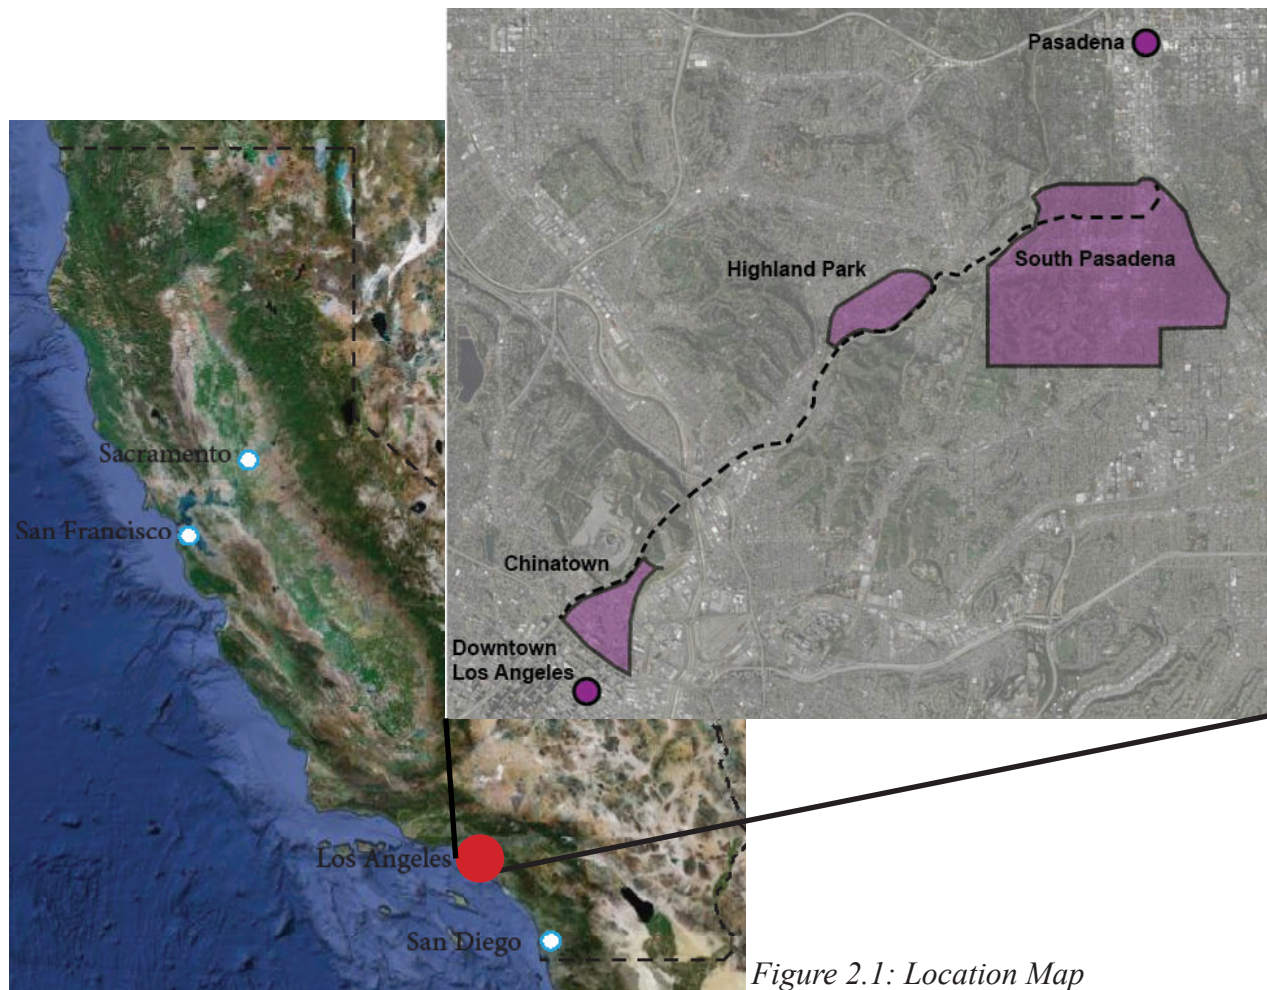 Pasadena
South Pasadena
Highland Park
Sacramento
San Francisco
Chinatown
Downtown
Los Angeles
Los Angeles
San Diego
Figure 2.1: Location Map